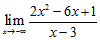 lim x→-∞ (2x² - 6x + 1)/(x - 3)